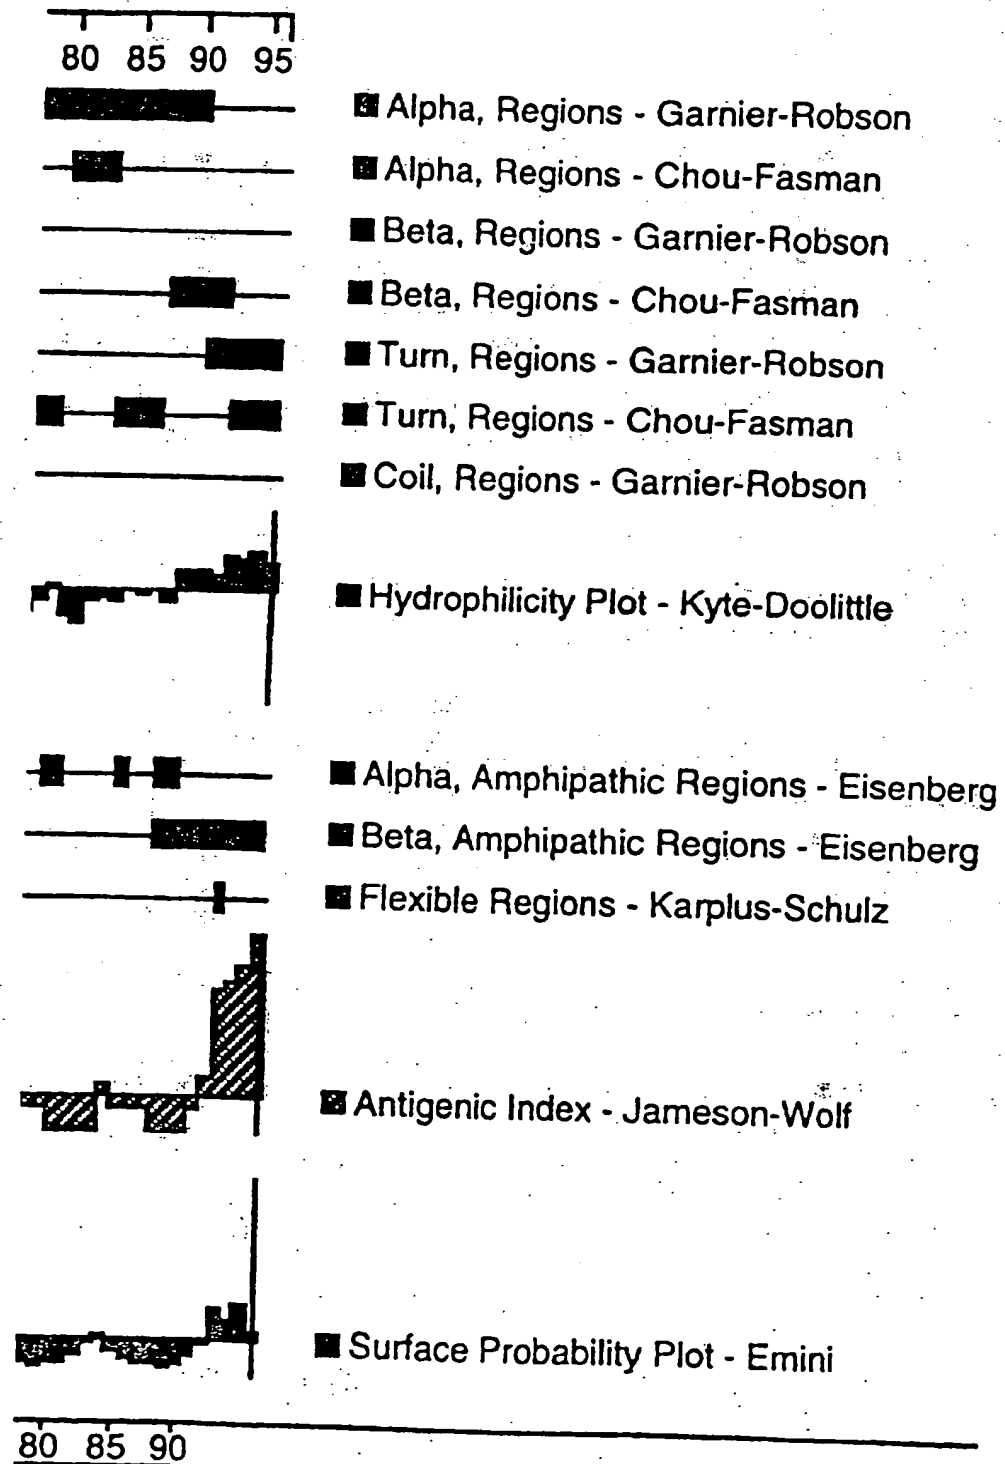 80 85 90 95
Alpha, Regions - Garnier-Robson
Alpha, Regions - Chou-Fasman
Beta, Regions - Garnier-Robson
Beta, Regions - Chou-Fasman
Turn, Regions - Garnier-Robson
Turn, Regions - Chou-Fasman
Coil, Regions - Garnier-Robson
Hydrophilicity Plot - Kyte-Doolittle
Alpha, Amphipathic Regions - Eisenberg
Beta, Amphipathic Regions - Eisenberg
Flexible Regions - Karplus-Schulz
Antigenic Index - Jameson-Wolf
Surface Probability Plot - Emini
80 85 90